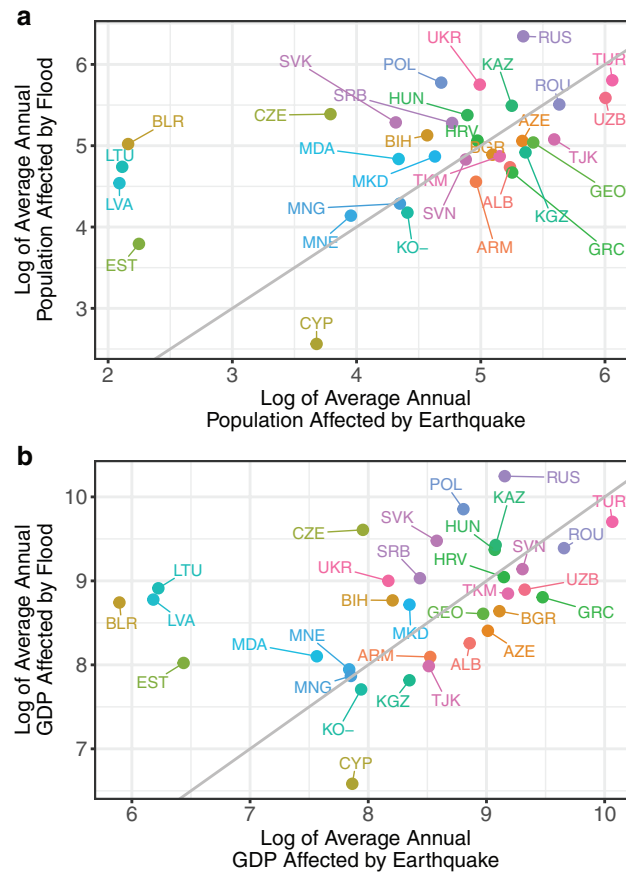 a
Log of Average Annual
Population Affected by Flood
6
5
4
3
RUS
UKR
TUR
SVK
POL
KAZ
ROU
SRB
HUN
UZB
CZE
BLR
HRV
AZE
BIH
BGR
LTU
MDA
TJK
TKM
MKD
GEO
LVA
MNG
SVN
ALB
KGZ
MNE
KO–
ARM
GRC
EST
CYP
2
3
4
5
6
Log of Average Annual
Population Affected by Earthquake
b
Log of Average Annual
GDP Affected by Flood
10
9
8
7
POL
RUS
KAZ
TUR
SVK
CZE
HUN
ROU
SVN
SRB
HRV
LTU
UKR
UZB
TKM
BIH
LVA
GEO
GRC
BLR
BGR
MNE
MKD
MDA
AZE
ARM
ALB
EST
MNG
KGZ
TJK
KO–
CYP
6
7
8
9
10
Log of Average Annual
GDP Affected by Earthquake